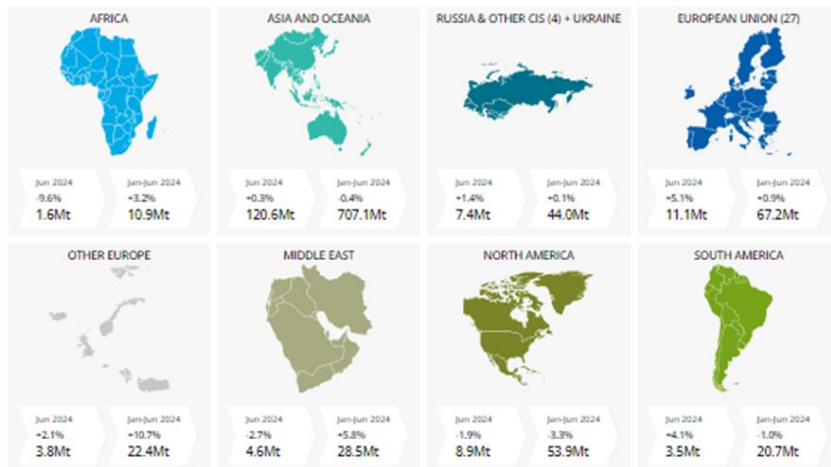 AFRICA
Jun 2024 Jan-Jun 2024
-9.6% +3.2%
1.6Mt 10.9Mt
ASIA AND OCEANIA
Jun 2024 Jan-Jun 2024
+0.3% -0.4%
120.6Mt 707.1Mt
RUSSIA & OTHER CIS (4) + UKRAINE
Jun 2024 Jan-Jun 2024
+1.4% +0.1%
7.4Mt 44.0Mt
EUROPEAN UNION (27)
Jun 2024 Jan-Jun 2024
+5.1% +0.9%
11.1Mt 67.2Mt
OTHER EUROPE
Jun 2024 Jan-Jun 2024
+2.1% +10.7%
3.8Mt 22.4Mt
MIDDLE EAST
Jun 2024 Jan-Jun 2024
-2.7% +5.8%
4.6Mt 28.5Mt
NORTH AMERICA
Jun 2024 Jan-Jun 2024
-1.9% -3.3%
8.9Mt 53.9Mt
SOUTH AMERICA
Jun 2024 Jan-Jun 2024
+4.1% -1.0%
3.5Mt 20.7Mt